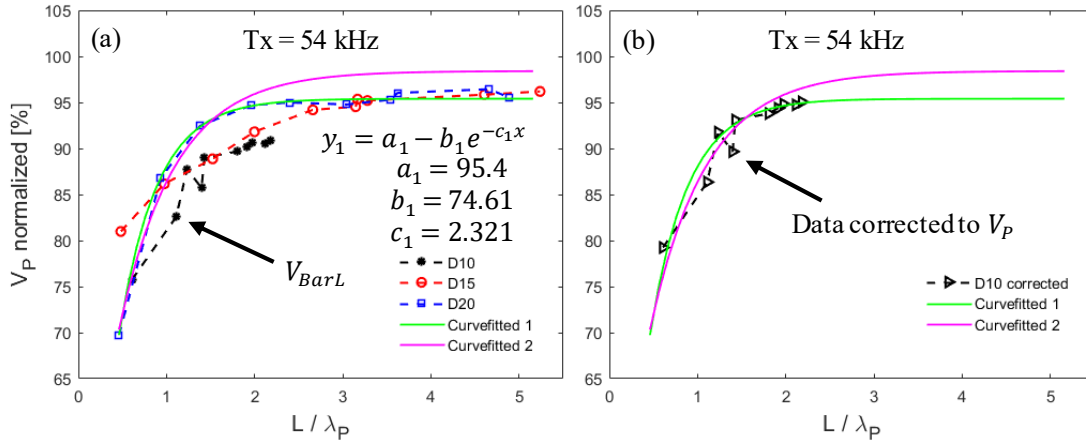 (a)
Tx = 54 kHz
V_P normalized [%]
100
95
90
85
80
75
70
65
y₁ = a₁ − b₁e^{−c₁x}
a₁ = 95.4
b₁ = 74.61
c₁ = 2.321
V_{BarL}
D10
D15
D20
Curvefitted 1
Curvefitted 2
0 1 2 3 4 5
L / λ_P
(b)
Tx = 54 kHz
100
95
90
85
80
75
70
65
Data corrected to V_P
D10 corrected
Curvefitted 1
Curvefitted 2
0 1 2 3 4 5
L / λ_P